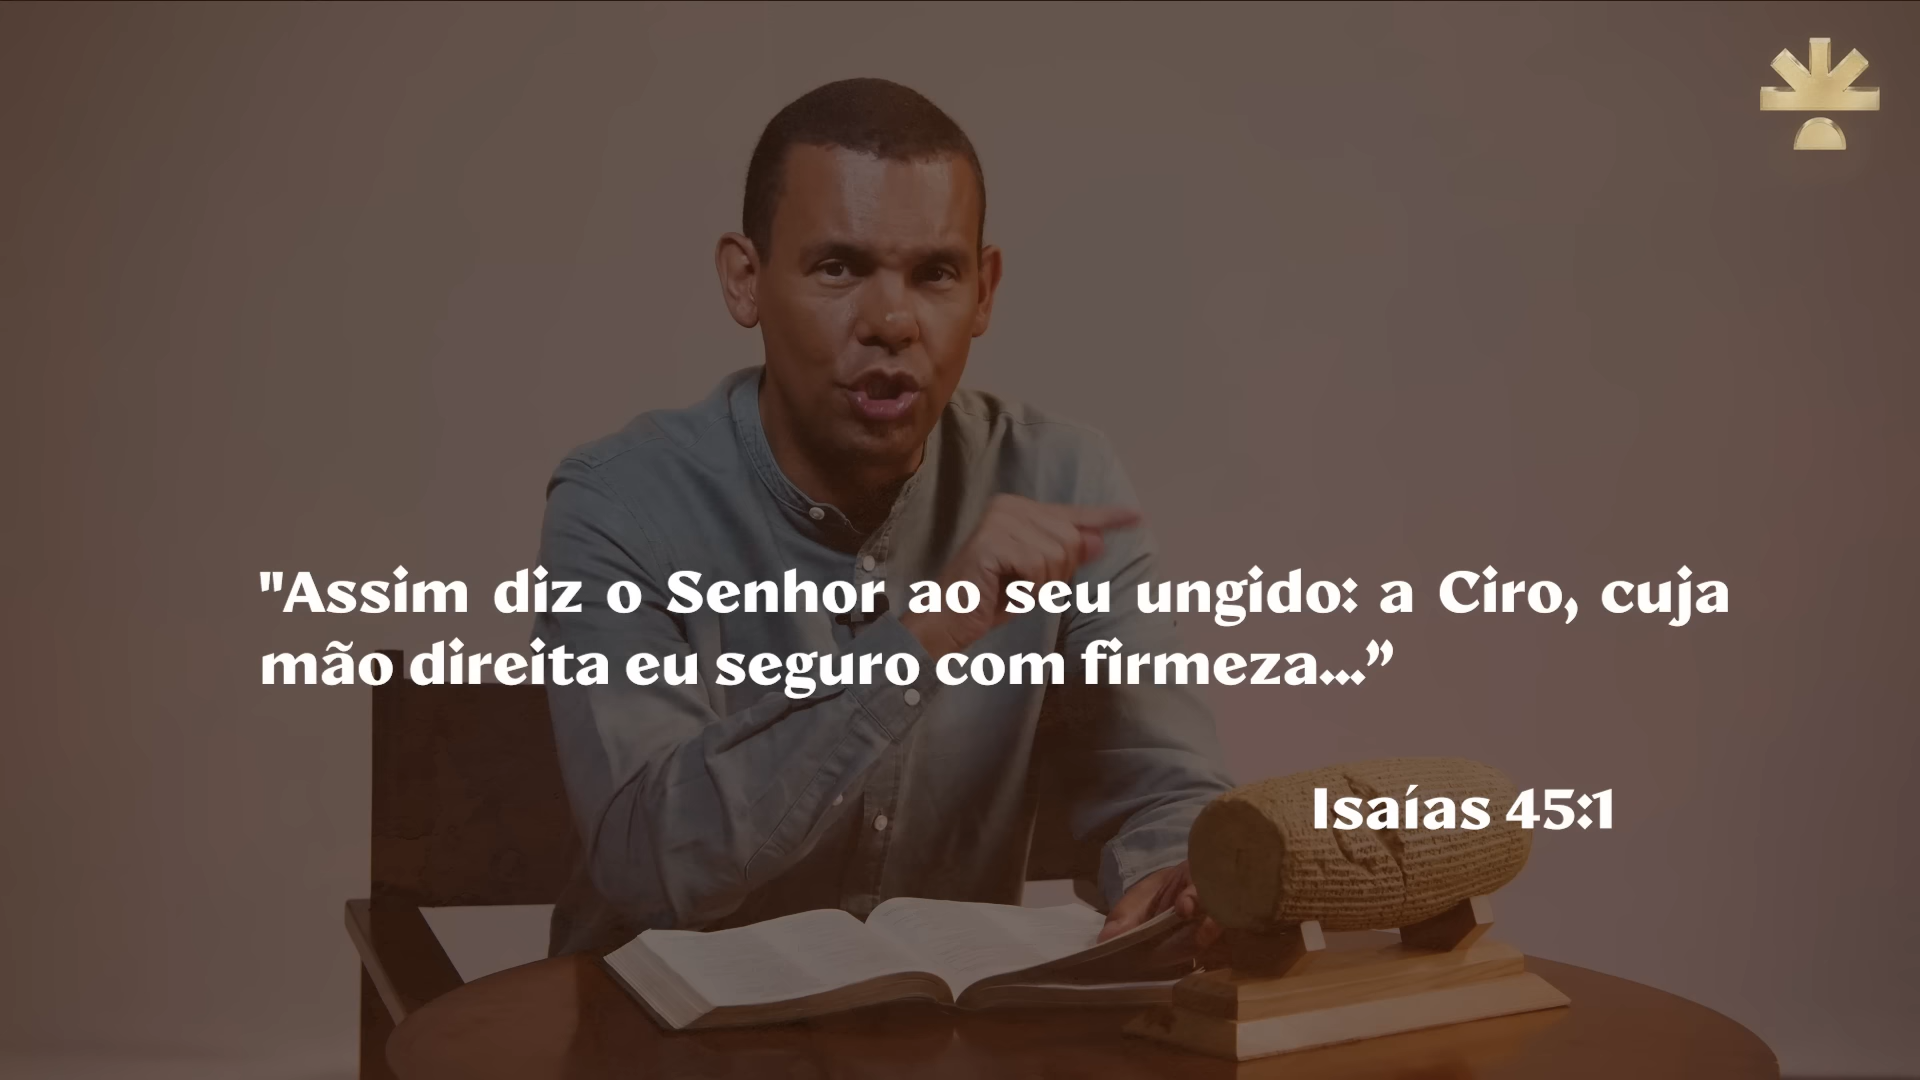 "Assim diz o Senhor ao seu ungido: a Ciro, cuja
mão direita eu seguro com firmeza...”
Isaías 45:1